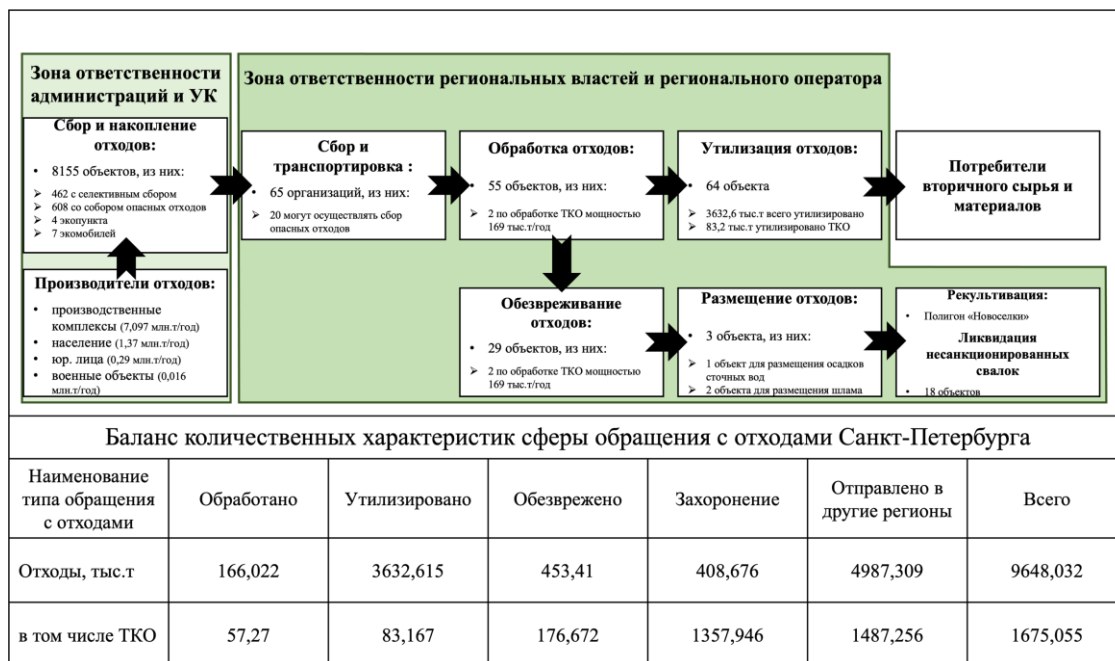 Зона ответственности
администраций и УК
Сбор и накопление
отходов:
• 8155 объектов, из них:
➢ 462 с селективным сбором
➢ 608 со собором опасных отходов
➢ 4 экопункта
➢ 7 экомобилей
Производители отходов:
• производственные
комплексы (7,097 млн.т/год)
• население (1,37 млн.т/год)
• юр. лица (0,29 млн.т/год)
• военные объекты (0,016
млн.т/год)
Зона ответственности региональных властей и регионального оператора
Сбор и
транспортировка :
• 65 организаций, из них:
➢ 20 могут осуществлять сбор
опасных отходов
Обработка отходов:
55 объектов, из них:
➢ 2 по обработке ТКО мощностью
169 тыс.т/год
Утилизация отходов:
• 64 объекта
➢ 3632,6 тыс.т всего утилизировано
➢ 83,2 тыс.т утилизировано ТКО
Потребители
вторичного сырья и
материалов
Обезвреживание
отходов:
• 29 объектов, из них:
➢ 2 по обработке ТКО мощностью
169 тыс.т/год
Размещение отходов:
• 3 объекта, из них:
➢ 1 объект для размещения осадков
сточных вод
➢ 2 объекта для размещения шлама
Рекультивация:
• Полигон «Новоселки»
Ликвидация
несанкционированных
свалок
• 18 объектов
Баланс количественных характеристик сферы обращения с отходами Санкт-Петербурга
Наименование
типа обращения
с отходами
Обработано
Утилизировано
Обезврежено
Захоронение
Отправлено в
другие регионы
Всего
Отходы, тыс.т 166,022 3632,615 453,41 408,676 4987,309 9648,032
в том числе ТКО 57,27 83,167 176,672 1357,946 1487,256 1675,055